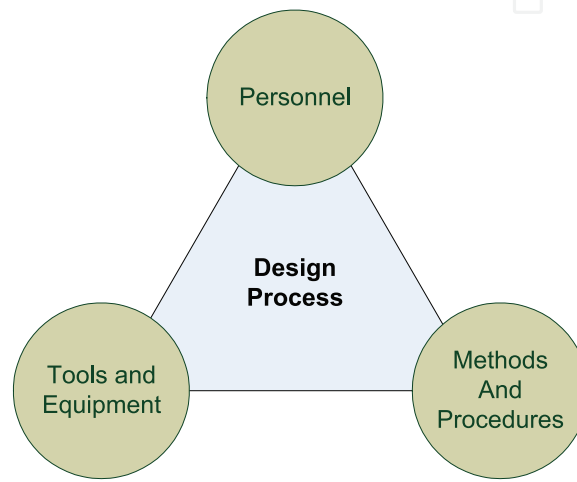 Personnel
Design
Process
Tools and
Equipment
Methods
And
Procedures